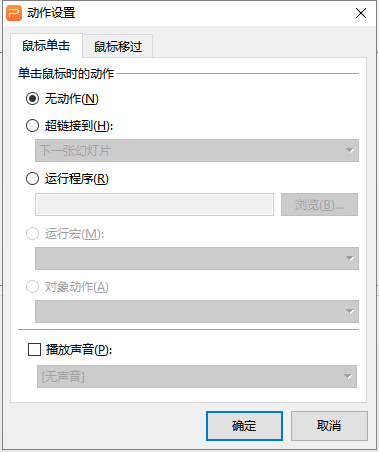 动作设置
鼠标单击 鼠标移过
单击鼠标时的动作
无动作(N)
超链接到(H):
下一张幻灯片
运行程序(R)
浏览(B)...
运行宏(M):
对象动作(A)
播放声音(P):
[无声音]
确定 取消